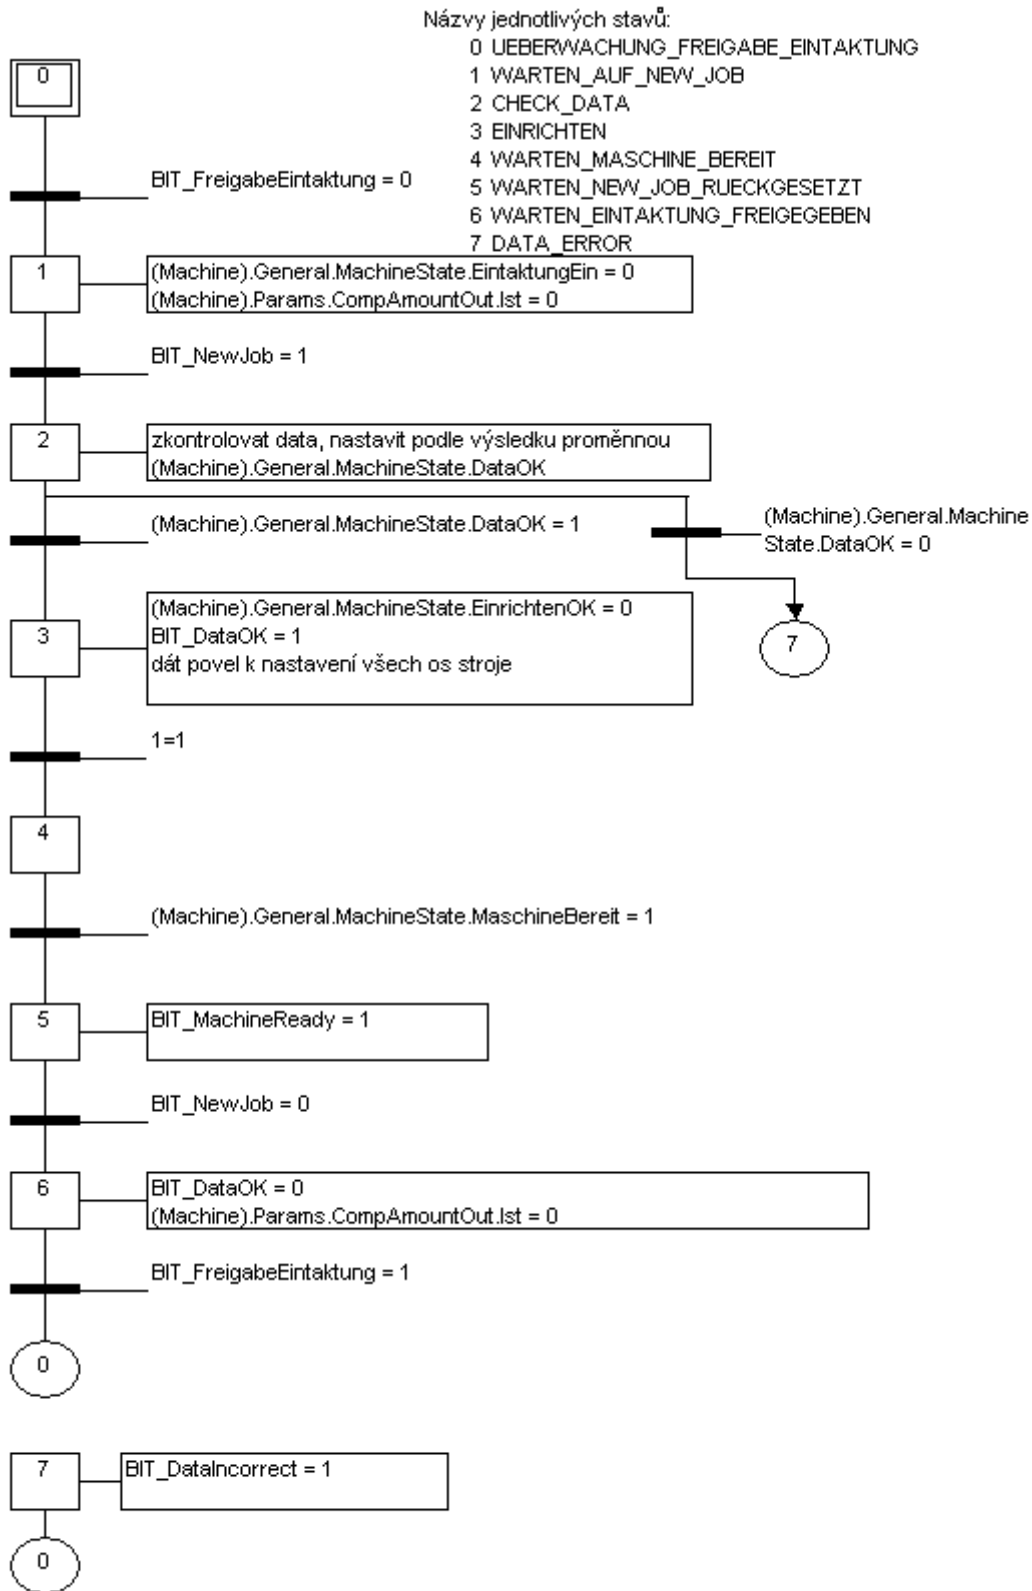 Názvy jednotlivých stavů:
0 UEBERWACHUNG_FREIGABE_EINTAKTUNG
1 WARTEN_AUF_NEW_JOB
2 CHECK_DATA
3 EINRICHTEN
4 WARTEN_MASCHINE_BEREIT
5 WARTEN_NEW_JOB_RUECKGESETZT
6 WARTEN_EINTAKTUNG_FREIGEGEBEN
7 DATA_ERROR
0
BIT_FreigabeEintaktung = 0
1
(Machine).General.MachineState.EintaktungEin = 0
(Machine).Params.CompAmountOut.Ist = 0
BIT_NewJob = 1
2
zkontrolovat data, nastavit podle výsledku proměnnou
(Machine).General.MachineState.DataOK
(Machine).General.MachineState.DataOK = 1
(Machine).General.Machine
State.DataOK = 0
3
(Machine).General.MachineState.EinrichtenOK = 0
BIT_DataOK = 1
dát povel k nastavení všech os stroje
7
1=1
4
(Machine).General.MachineState.MaschineBereit = 1
5
BIT_MachineReady = 1
BIT_NewJob = 0
6
BIT_DataOK = 0
(Machine).Params.CompAmountOut.Ist = 0
BIT_FreigabeEintaktung = 1
0
7
BIT_DataIncorrect = 1
0